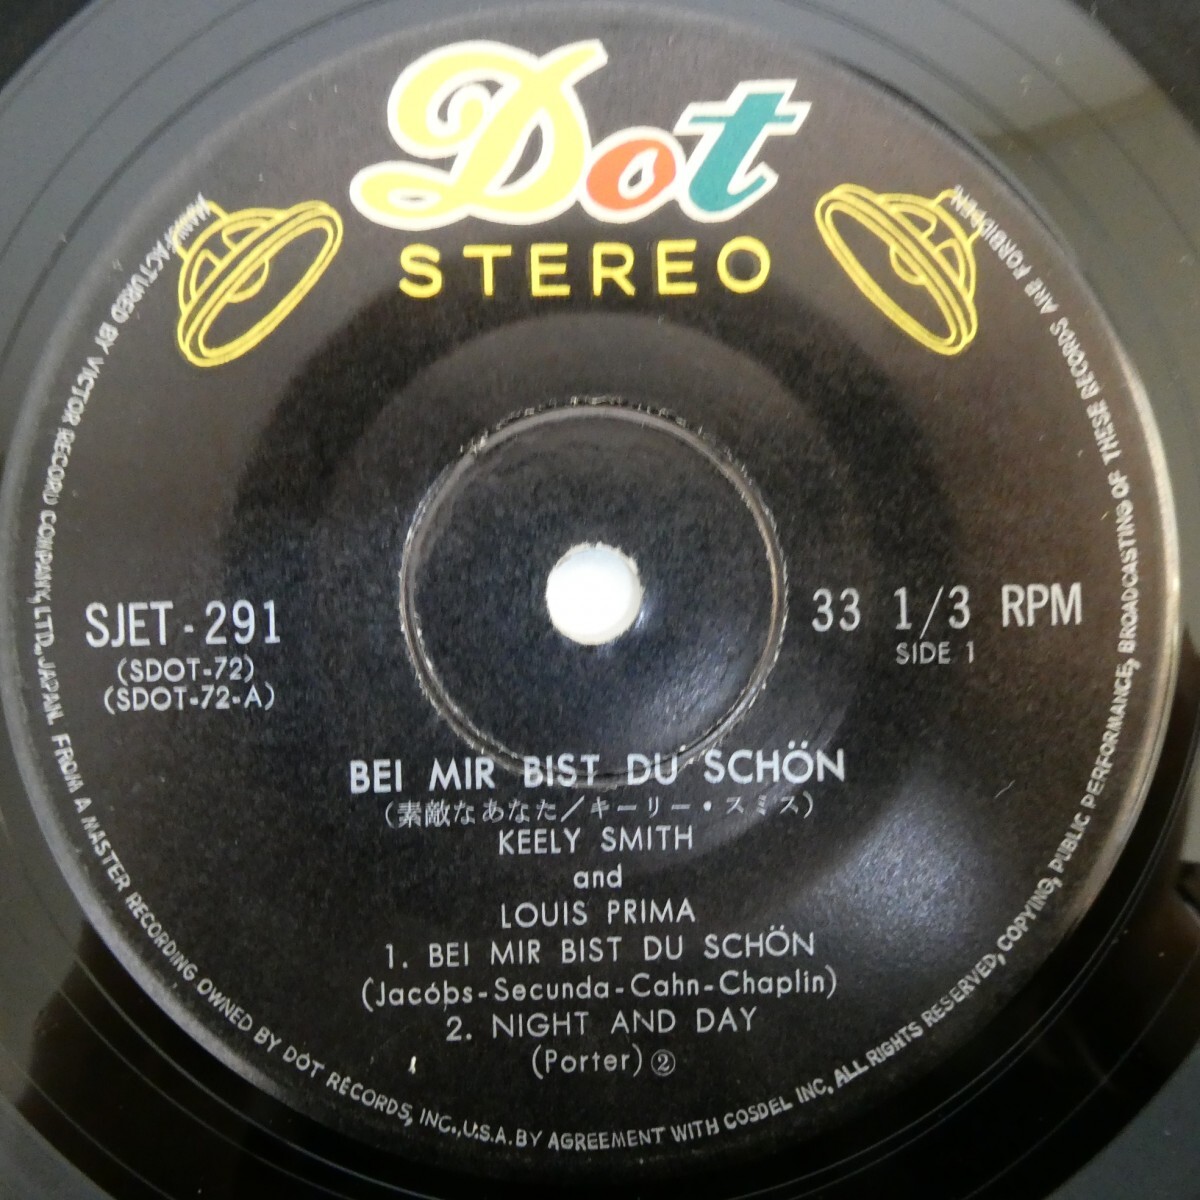 Dot
STEREO
SJET-291
(SDOT-72)
(SDOT-72-A)
33 1/3 RPM
SIDE 1
BEI MIR BIST DU SCHÖN
(素敵なあなた/キーリー・スミス)
KEELY SMITH
and
LOUIS PRIMA
1. BEI MIR BIST DU SCHÖN
(Jacobs-Secunda-Cahn-Chaplin)
2. NIGHT AND DAY
(Porter)②
MANUFACTURED BY VICTOR RECORD COMPANY, LTD., JAPAN. FROM A MASTER RECORDING OWNED BY DOT RECORDS, INC., U.S.A. BY AGREEMENT WITH COSDEL INC, ALL RIGHTS RESERVED, COPYING, PUBLIC PERFORMANCE, BROADCASTING OF THESE RECORDS ARE FORBIDDEN